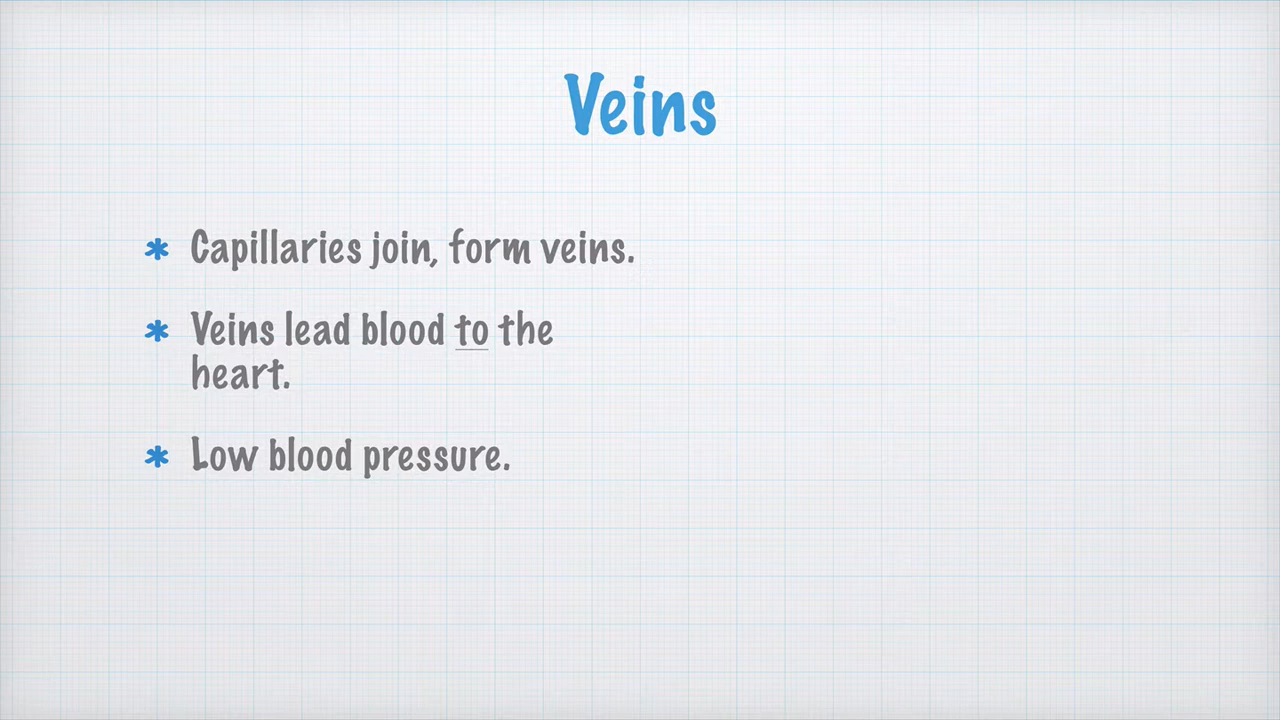 Veins
* Capillaries join, form veins.
* Veins lead blood to the
heart.
* Low blood pressure.